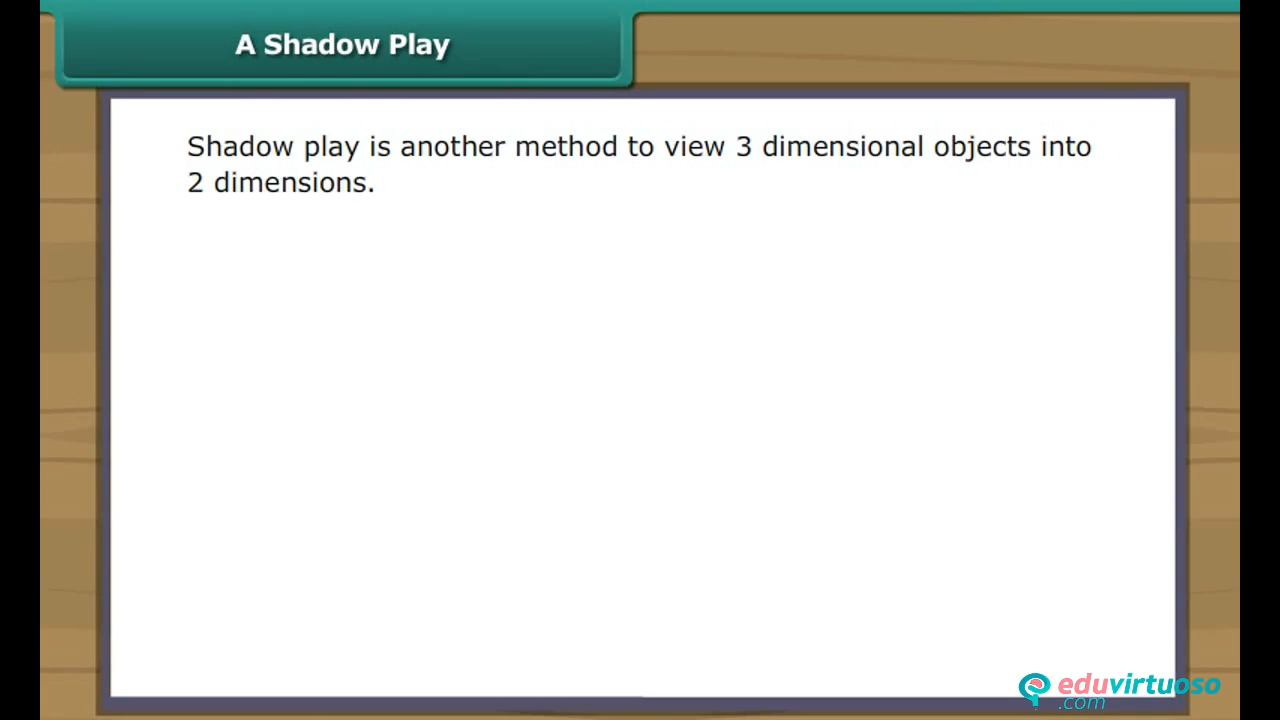 A Shadow Play
Shadow play is another method to view 3 dimensional objects into
2 dimensions.
eduvirtuoso
.com